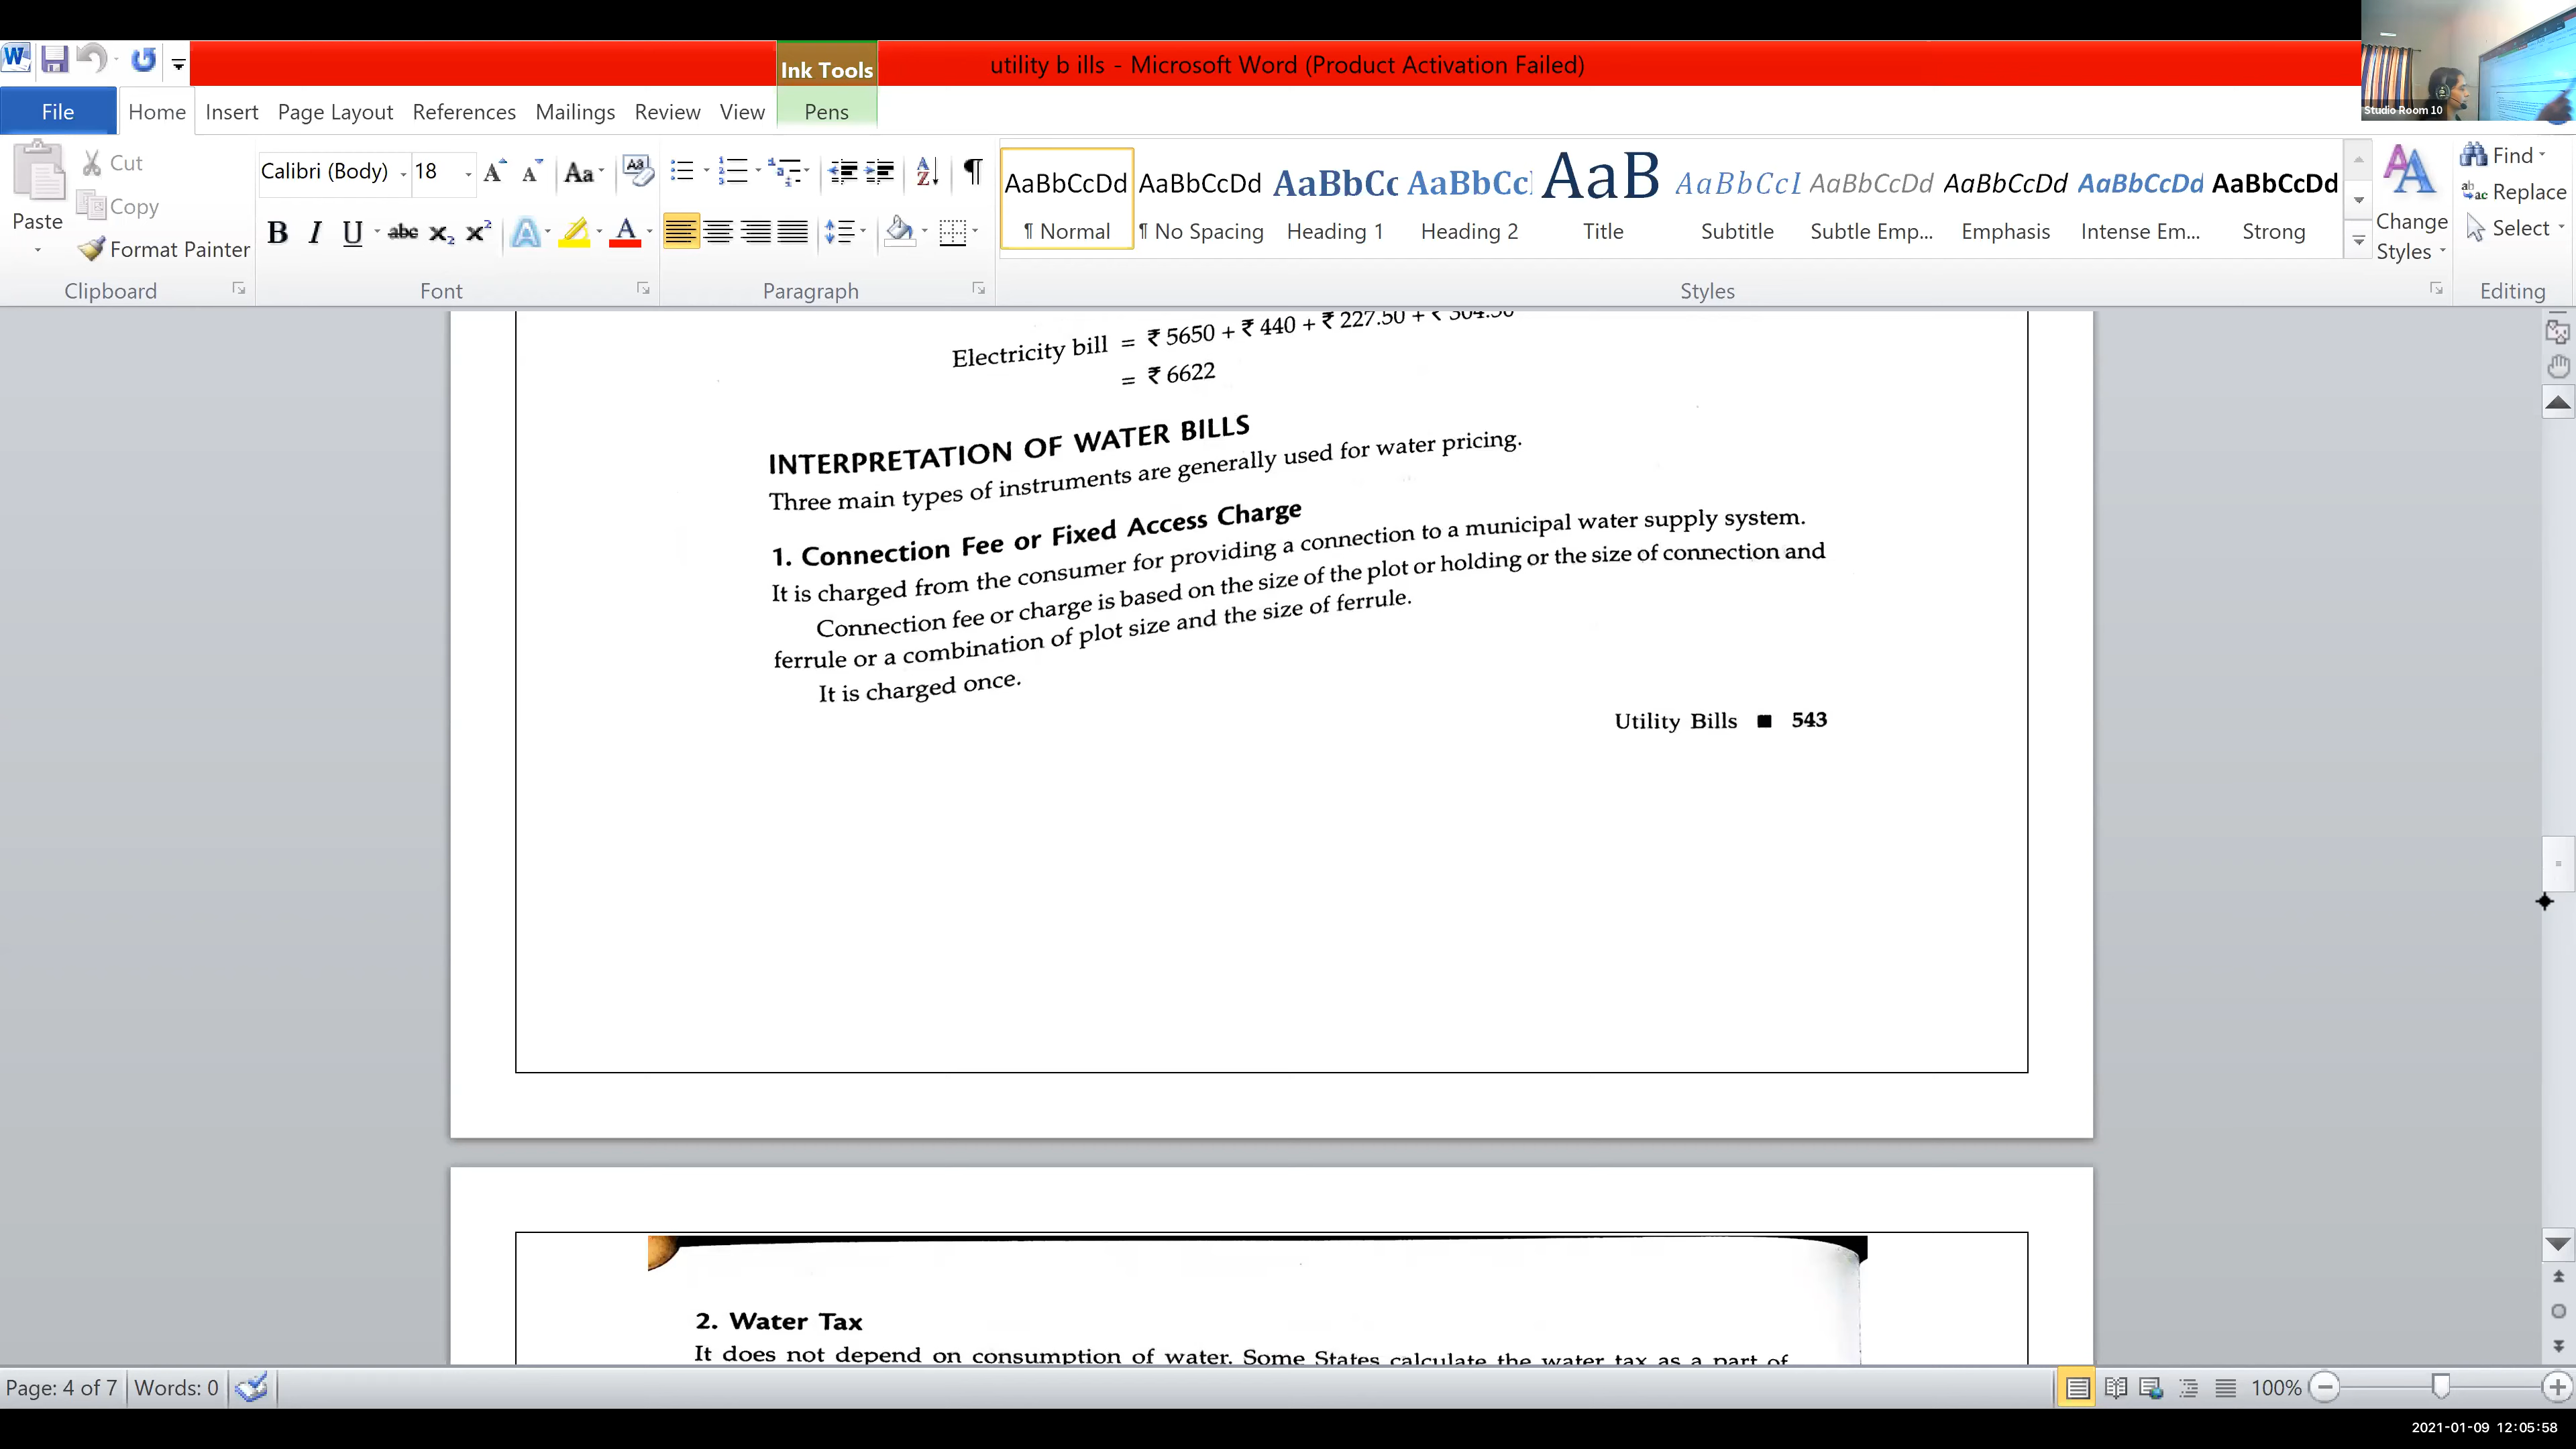 Ink Tools
utility b ills - Microsoft Word (Product Activation Failed)
Studio Room 10
File Home Insert Page Layout References Mailings Review View Pens
Paste
Cut
Copy
Format Painter
Clipboard
Calibri (Body) 18
Font
Paragraph
AaBbCcDd AaBbCcDd AaBbCc AaBbCc AaB AaBbCcI AaBbCcDd AaBbCcDd AaBbCcDd AaBbCcDd
¶ Normal ¶ No Spacing Heading 1 Heading 2 Title Subtitle Subtle Emp... Emphasis Intense Em... Strong
Styles
Change Styles
Find
Replace
Select
Editing
Electricity bill = ₹ 5650 + ₹ 440 + ₹ 227.50 + ₹ 304.50
= ₹ 6622
INTERPRETATION OF WATER BILLS
Three main types of instruments are generally used for water pricing.
1. Connection Fee or Fixed Access Charge
It is charged from the consumer for providing a connection to a municipal water supply system.
Connection fee or charge is based on the size of the plot or holding or the size of connection and
ferrule or a combination of plot size and the size of ferrule.
It is charged once.
Utility Bills ■ 543
2. Water Tax
It does not depend on consumption of water. Some States calculate the water tax as a part of
Page: 4 of 7 Words: 0 100%
2021-01-09 12:05:58